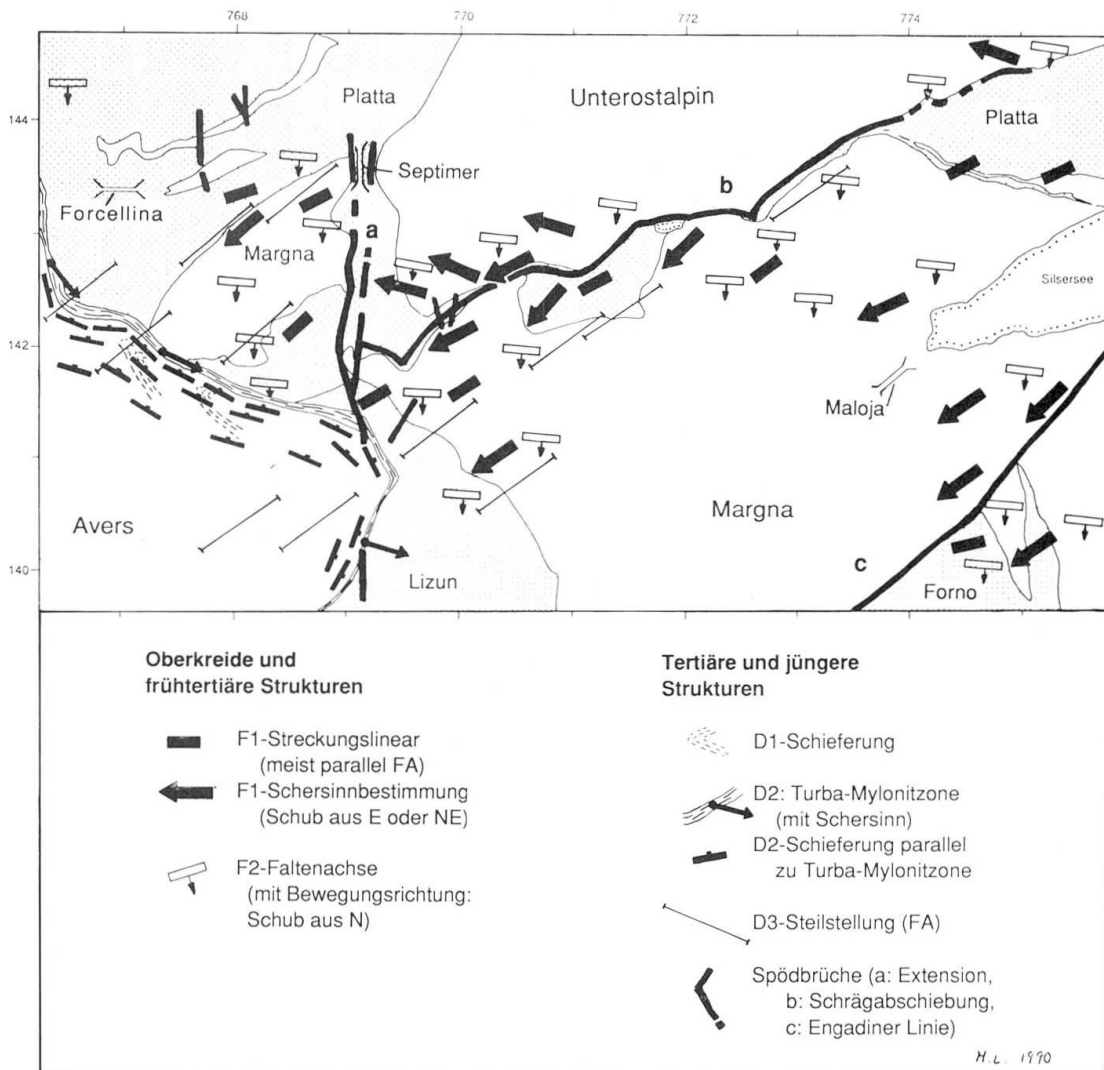 768
770
772
774
144
142
140
Platta
Unterostalpin
Platta
Septimer
Forcellina
b
a
Margna
Silsersee
Maloja
Avers
Margna
Lizun
c
Forno
Oberkreide und
frühtertiäre Strukturen
F1-Streckungslinear
(meist parallel FA)
F1-Schersinnbestimmung
(Schub aus E oder NE)
F2-Faltenachse
(mit Bewegungsrichtung:
Schub aus N)
Tertiäre und jüngere
Strukturen
D1-Schieferung
D2: Turba-Mylonitzone
(mit Schersinn)
D2-Schieferung parallel
zu Turba-Mylonitzone
D3-Steilstellung (FA)
Spödbrüche (a: Extension,
b: Schrägabschiebung,
c: Engadiner Linie)
H.L. 1990